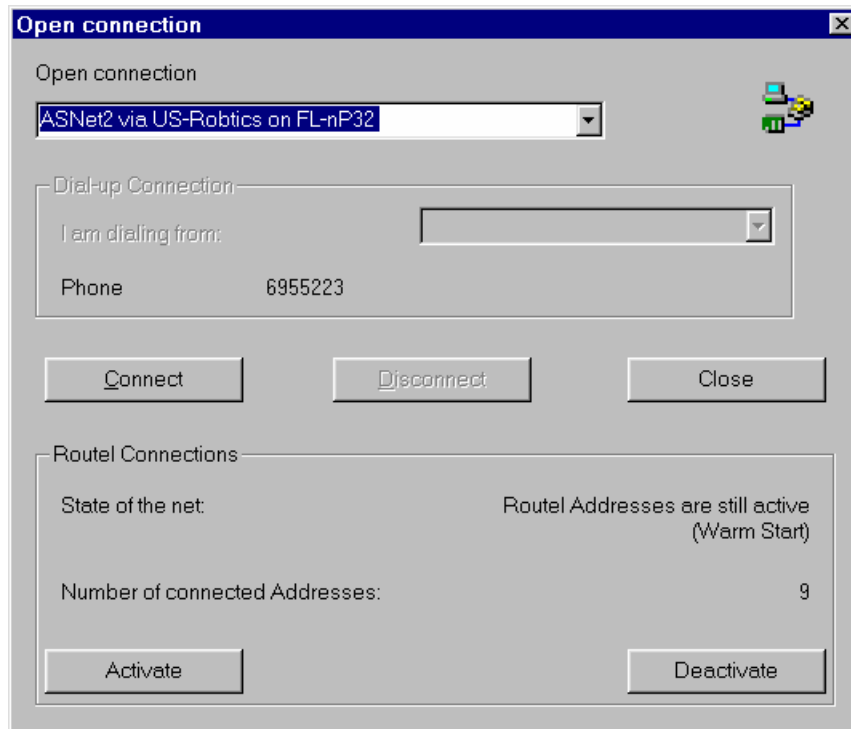 Open connection
Open connection
ASNet2 via US-Robtics on FL-nP32
Dial-up Connection
I am dialing from:
Phone 6955223
Connect Disconnect Close
Routel Connections
State of the net: Routel Addresses are still active
(Warm Start)
Number of connected Addresses: 9
Activate Deactivate